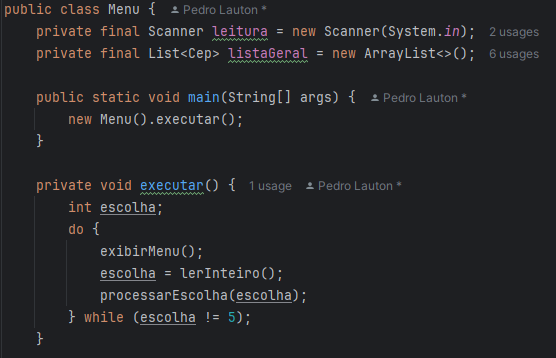 public class Menu { Pedro Lauton *
private final Scanner leitura = new Scanner(System.in); 2 usages
private final List<Cep> listaGeral = new ArrayList<>(); 6 usages
public static void main(String[] args) { Pedro Lauton *
new Menu().executar();
}
private void executar() { 1 usage Pedro Lauton *
int escolha;
do {
exibirMenu();
escolha = lerInteiro();
processarEscolha(escolha);
} while (escolha != 5);
}